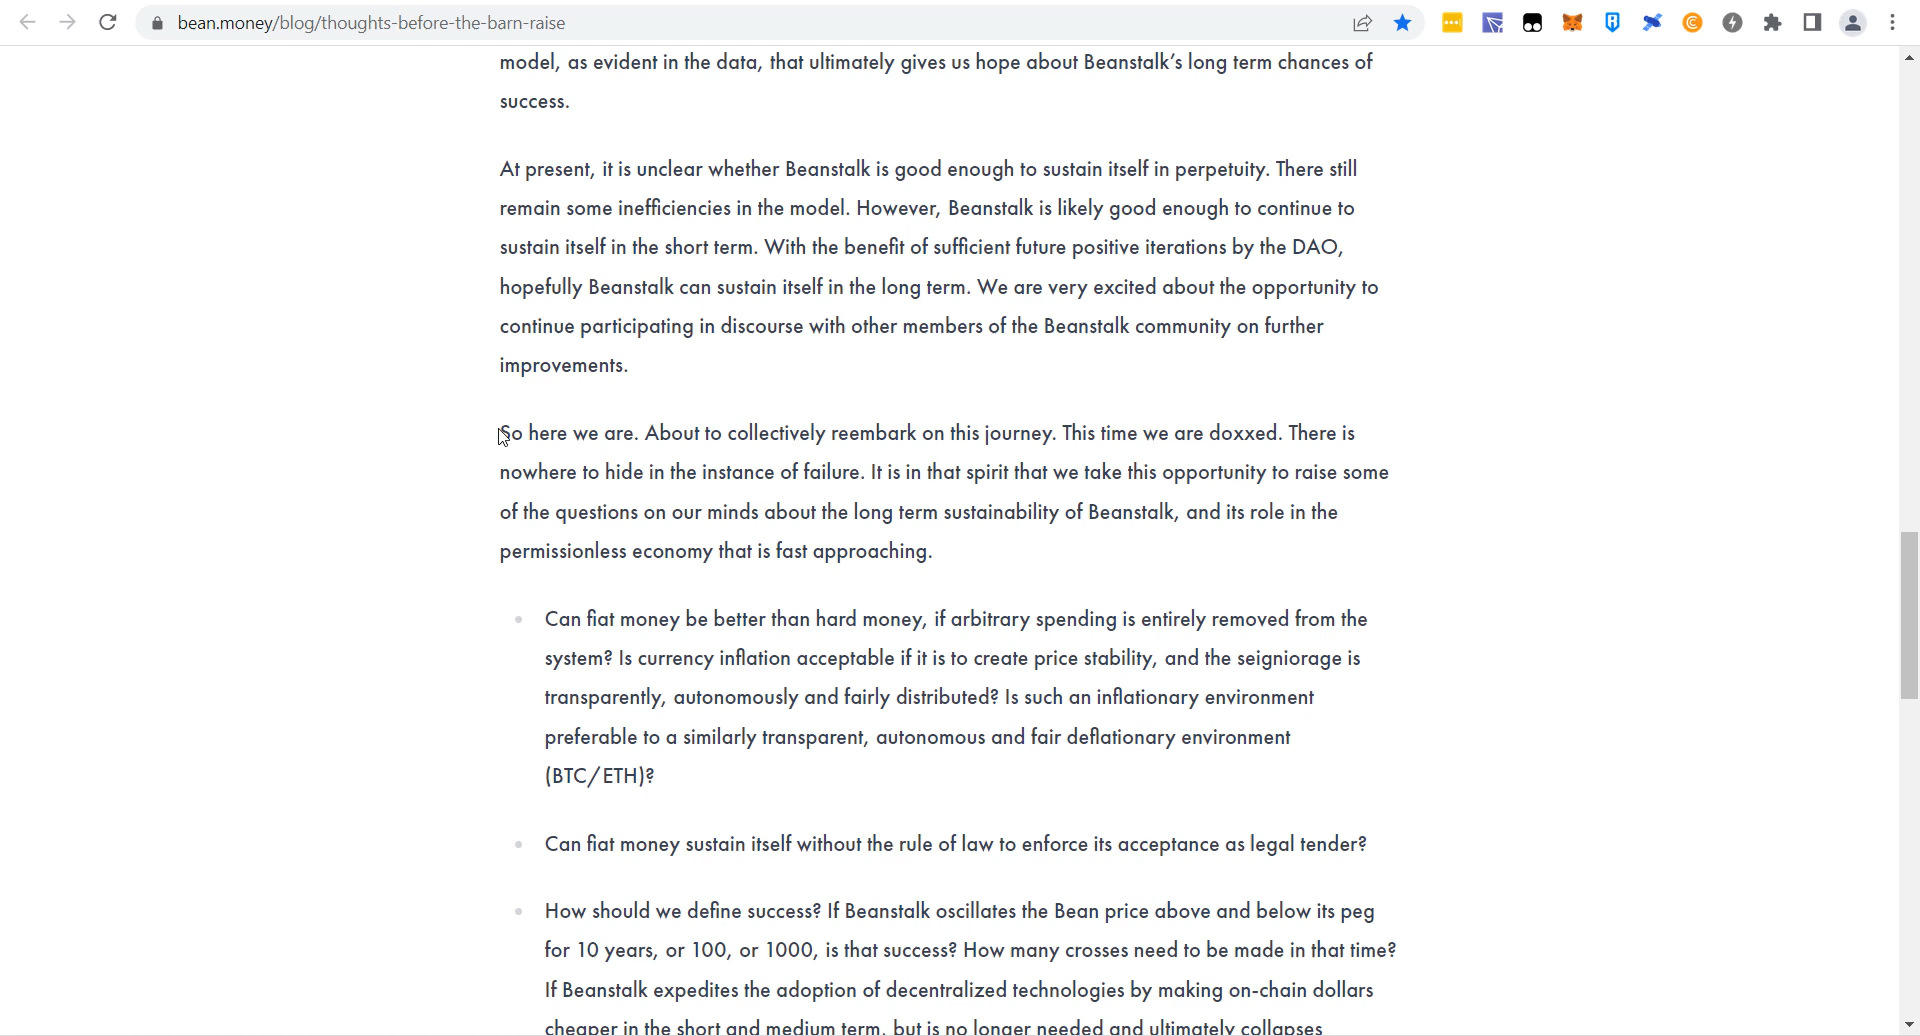 bean.money/blog/thoughts-before-the-barn-raise
model, as evident in the data, that ultimately gives us hope about Beanstalk’s long term chances of
success.
At present, it is unclear whether Beanstalk is good enough to sustain itself in perpetuity. There still
remain some inefficiencies in the model. However, Beanstalk is likely good enough to continue to
sustain itself in the short term. With the benefit of sufficient future positive iterations by the DAO,
hopefully Beanstalk can sustain itself in the long term. We are very excited about the opportunity to
continue participating in discourse with other members of the Beanstalk community on further
improvements.
So here we are. About to collectively reembark on this journey. This time we are doxxed. There is
nowhere to hide in the instance of failure. It is in that spirit that we take this opportunity to raise some
of the questions on our minds about the long term sustainability of Beanstalk, and its role in the
permissionless economy that is fast approaching.
Can fiat money be better than hard money, if arbitrary spending is entirely removed from the
system? Is currency inflation acceptable if it is to create price stability, and the seigniorage is
transparently, autonomously and fairly distributed? Is such an inflationary environment
preferable to a similarly transparent, autonomous and fair deflationary environment
(BTC/ETH)?
Can fiat money sustain itself without the rule of law to enforce its acceptance as legal tender?
How should we define success? If Beanstalk oscillates the Bean price above and below its peg
for 10 years, or 100, or 1000, is that success? How many crosses need to be made in that time?
If Beanstalk expedites the adoption of decentralized technologies by making on-chain dollars
cheaper in the short and medium term, but is no longer needed and ultimately collapses